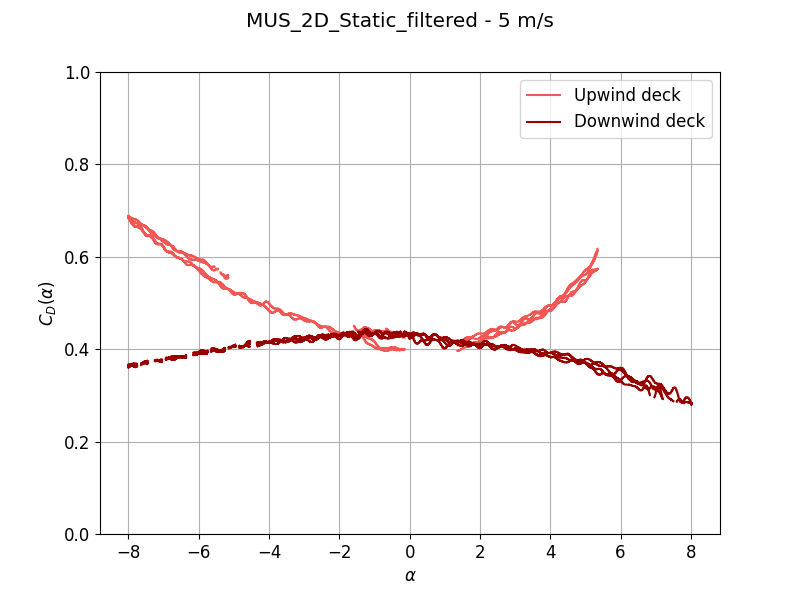 MUS_2D_Static_filtered - 5 m/s
Upwind deck
Downwind deck
C_D(α)
1.0
0.8
0.6
0.4
0.2
0.0
−8 −6 −4 −2 0 2 4 6 8
α